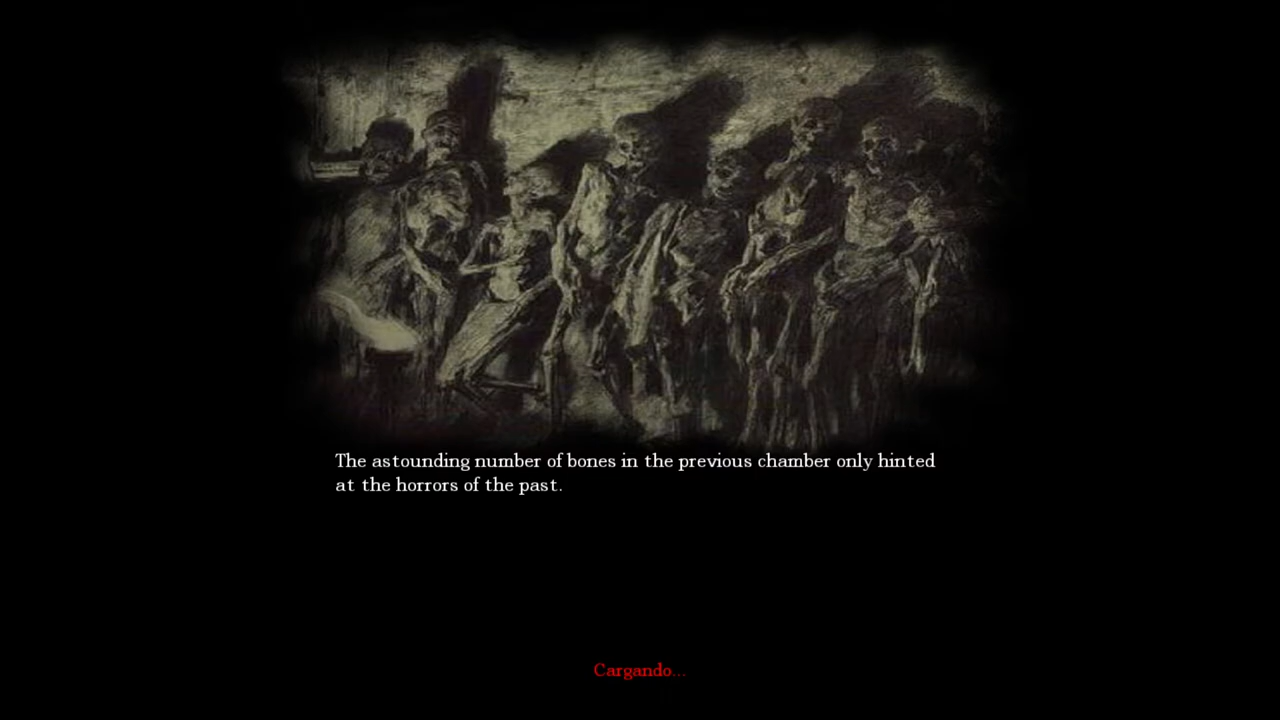 The astounding number of bones in the previous chamber only hinted
at the horrors of the past.
Cargando...